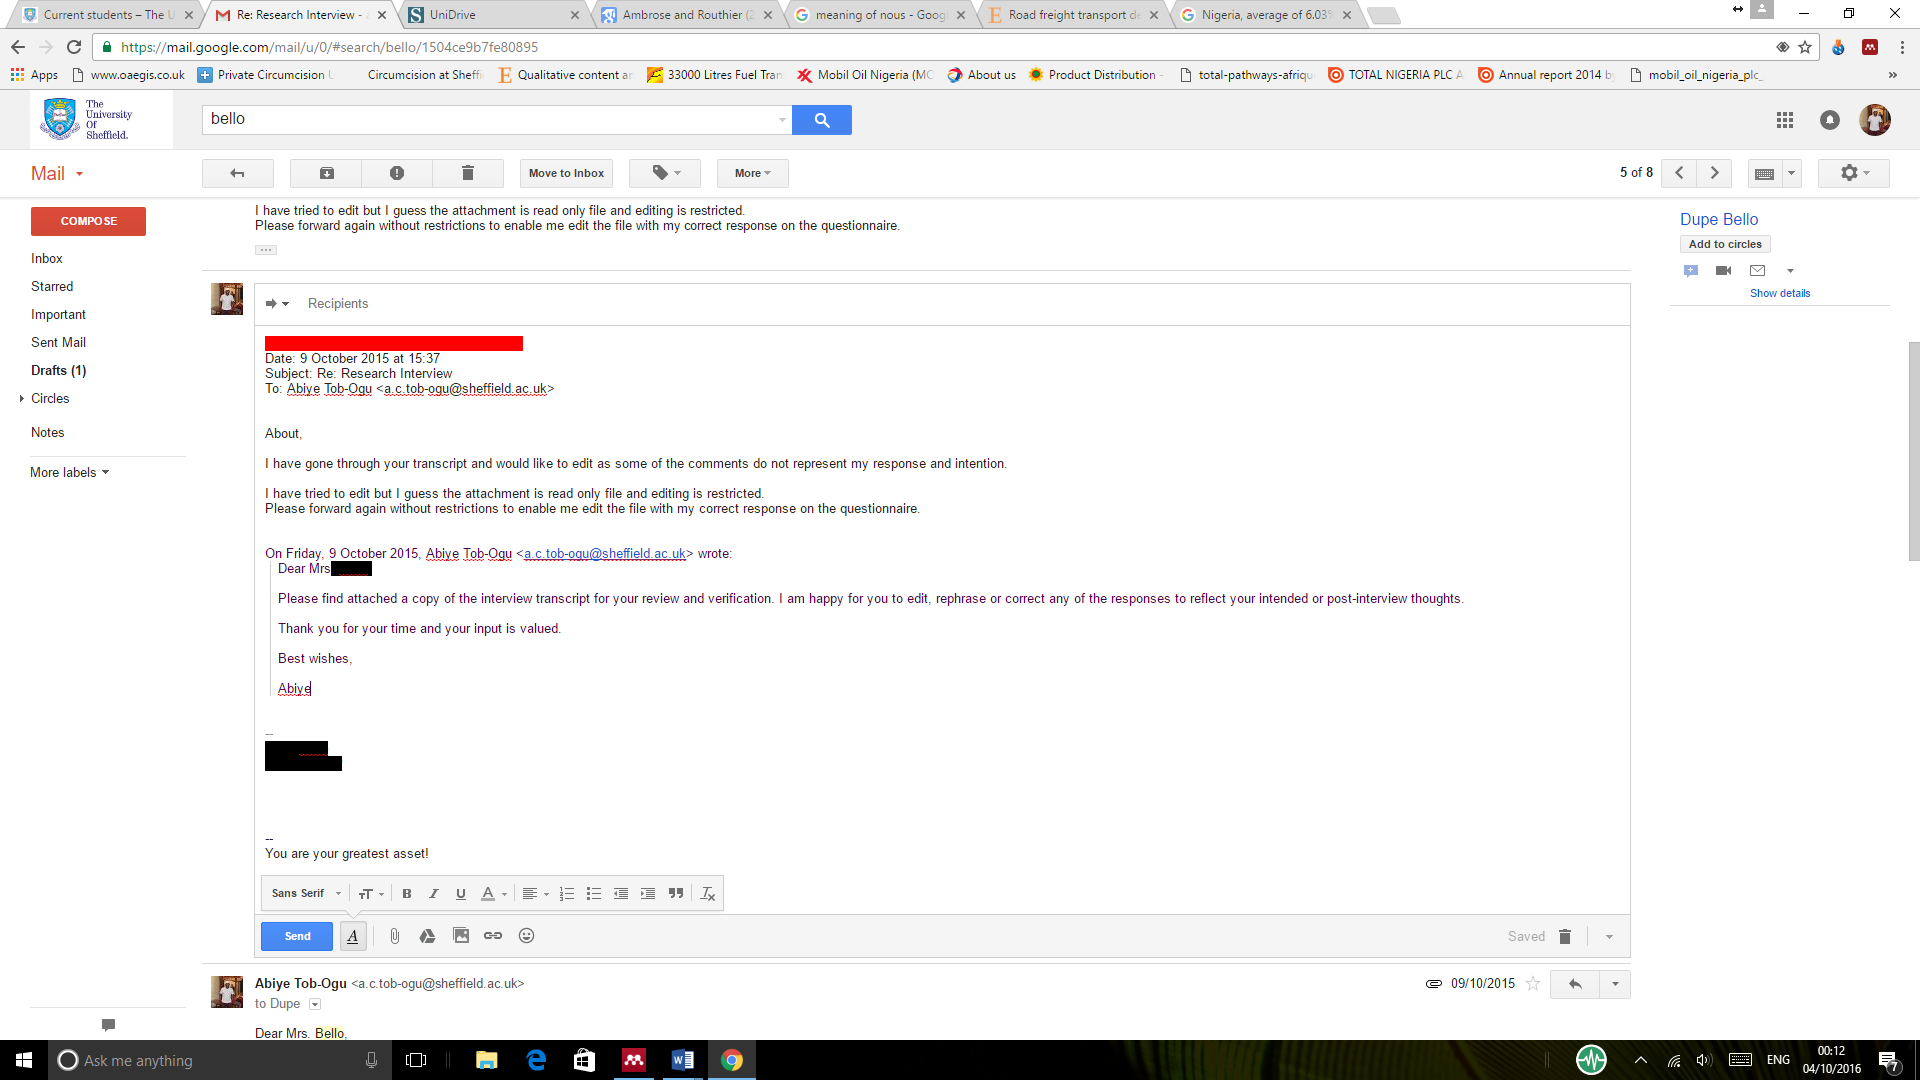 Current students – The U
Re: Research Interview - a
UniDrive
Ambrose and Routhier (2
meaning of nous - Goog
Road freight transport de
Nigeria, average of 6.03%
https://mail.google.com/mail/u/0/#search/bello/1504ce9b7fe80895
Apps
www.oaegis.co.uk
Private Circumcision U
Circumcision at Sheffi
Qualitative content an
33000 Litres Fuel Tran
Mobil Oil Nigeria (MO
About us
Product Distribution -
total-pathways-afriqu
TOTAL NIGERIA PLC A
Annual report 2014 by
mobil_oil_nigeria_plc_
»
The
University
Of
Sheffield.
bello
Mail
Move to Inbox
More
5 of 8
COMPOSE
Inbox
Starred
Important
Sent Mail
Drafts (1)
Circles
Notes
More labels
I have tried to edit but I guess the attachment is read only file and editing is restricted.
Please forward again without restrictions to enable me edit the file with my correct response on the questionnaire.
Dupe Bello
Add to circles
Show details
Recipients
Date: 9 October 2015 at 15:37
Subject: Re: Research Interview
To: Abiye Tob-Ogu <a.c.tob-ogu@sheffield.ac.uk>
About,
I have gone through your transcript and would like to edit as some of the comments do not represent my response and intention.
I have tried to edit but I guess the attachment is read only file and editing is restricted.
Please forward again without restrictions to enable me edit the file with my correct response on the questionnaire.
On Friday, 9 October 2015, Abiye Tob-Ogu <a.c.tob-ogu@sheffield.ac.uk> wrote:
Dear Mrs
Please find attached a copy of the interview transcript for your review and verification. I am happy for you to edit, rephrase or correct any of the responses to reflect your intended or post-interview thoughts.
Thank you for your time and your input is valued.
Best wishes,
Abiye
--
--
You are your greatest asset!
Sans Serif
Send
Saved
Abiye Tob-Ogu <a.c.tob-ogu@sheffield.ac.uk>
09/10/2015
to Dupe
Dear Mrs. Bello,
Ask me anything
ENG
00:12
04/10/2016
7